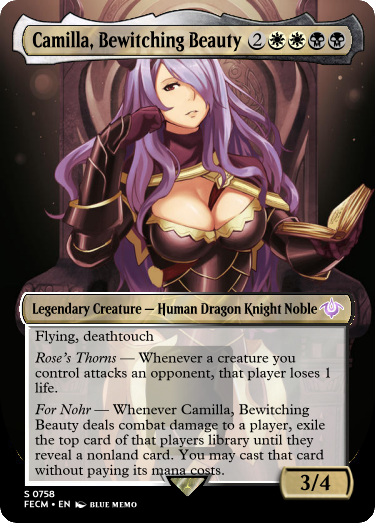 Camilla, Bewitching Beauty 2
Legendary Creature — Human Dragon Knight Noble
Flying, deathtouch
Rose's Thorns — Whenever a creature you
control attacks an opponent, that player loses 1
life.
For Nohr — Whenever Camilla, Bewitching
Beauty deals combat damage to a player, exile
the top card of that players library until they
reveal a nonland card. You may cast that card
without paying its mana costs.
3/4
S 0758
FECM • EN BLUE MEMO